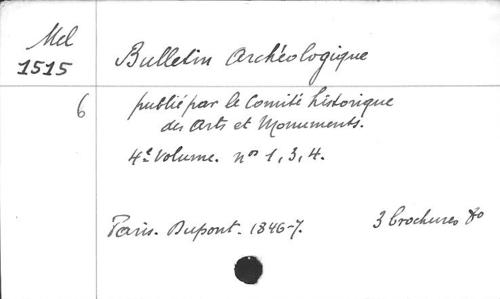 Mel
1515
Bulletin Archéologique
6
publié par le Comité historique
des Arts et Monuments.
4e Volume. nos 1, 3, 4.
Paris. Dupont. 1846-7.
3 brochures 8o